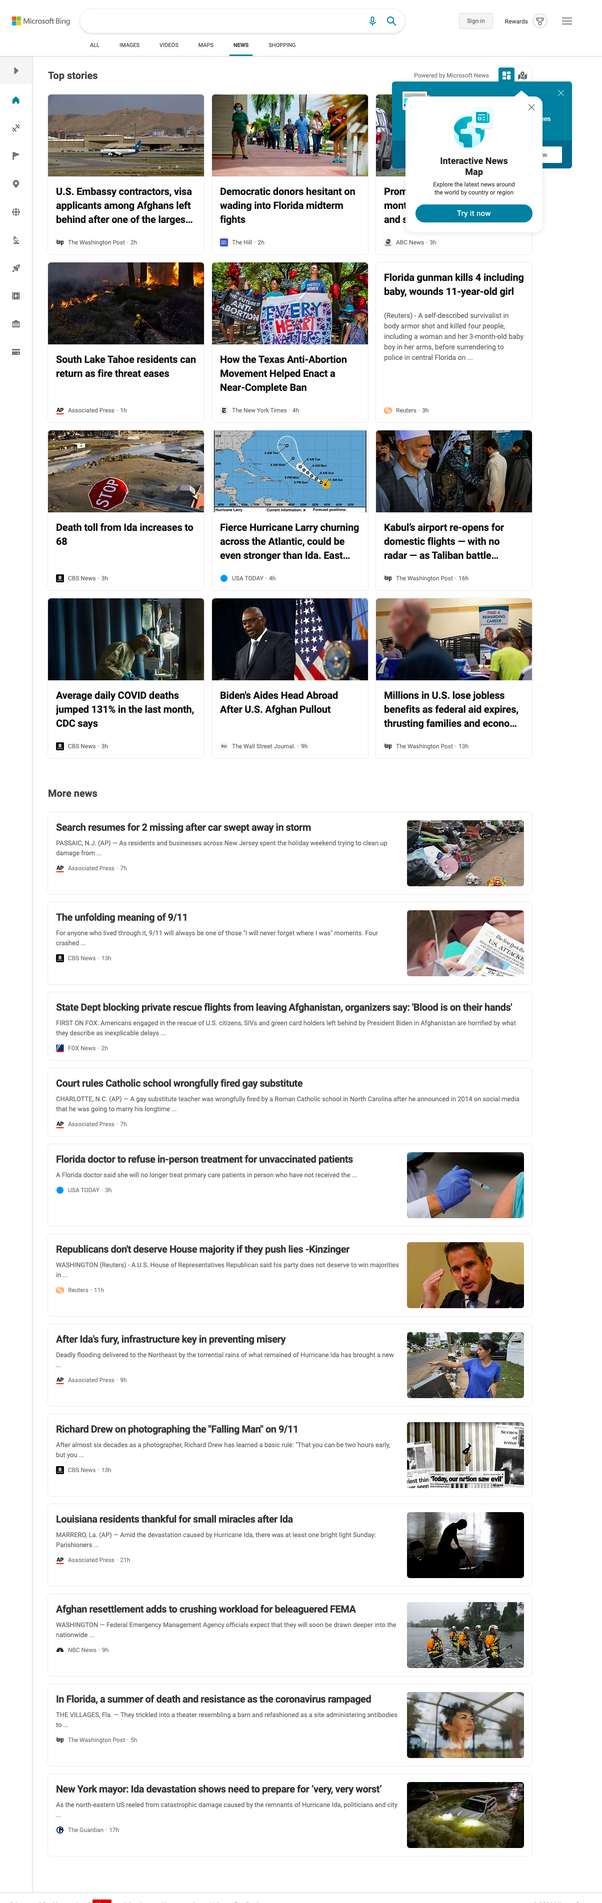 Microsoft Bing
Sign in
Rewards
ALL
IMAGES
VIDEOS
MAPS
NEWS
SHOPPING
Top stories
Powered by Microsoft News
Interactive News
Map
Explore the latest news around
the world by country or region
Try it now
U.S. Embassy contractors, visa
applicants among Afghans left
behind after one of the larges...
The Washington Post · 2h
Democratic donors hesitant on
wading into Florida midterm
fights
The Hill · 2h
ABC News · 3h
South Lake Tahoe residents can
return as fire threat eases
Associated Press · 1h
EVERY
HEART
How the Texas Anti-Abortion
Movement Helped Enact a
Near-Complete Ban
The New York Times · 4h
Florida gunman kills 4 including
baby, wounds 11-year-old girl
(Reuters) - A self-described survivalist in
body armor shot and killed four people,
including a woman and her 3-month-old baby
boy in her arms, before surrendering to
police in central Florida on ...
Reuters · 3h
STOP
Death toll from Ida increases to
68
CBS News · 3h
Hurricane Larry
Current information: x
Forecast positions:
Fierce Hurricane Larry churning
across the Atlantic, could be
even stronger than Ida. East...
USA TODAY · 4h
Kabul's airport re-opens for
domestic flights — with no
radar — as Taliban battle...
The Washington Post · 16h
Average daily COVID deaths
jumped 131% in the last month,
CDC says
CBS News · 3h
Biden's Aides Head Abroad
After U.S. Afghan Pullout
The Wall Street Journal. · 9h
FIND A
REWARDING
CAREER
Millions in U.S. lose jobless
benefits as federal aid expires,
thrusting families and econo...
The Washington Post · 13h
More news
Search resumes for 2 missing after car swept away in storm
PASSAIC, N.J. (AP) — As residents and businesses across New Jersey spent the holiday weekend trying to clean up
damage from ...
Associated Press · 7h
The unfolding meaning of 9/11
For anyone who lived through it, 9/11 will always be one of those "I will never forget where I was" moments. Four
crashed ...
CBS News · 13h
U.S. ATTACKED
State Dept blocking private rescue flights from leaving Afghanistan, organizers say: 'Blood is on their hands'
FIRST ON FOX: Americans engaged in the rescue of U.S. citizens, SIVs and green card holders left behind by President Biden in Afghanistan are horrified by what
they describe as inexplicable delays ...
FOX News · 2h
Court rules Catholic school wrongfully fired gay substitute
CHARLOTTE, N.C. (AP) — A gay substitute teacher was wrongfully fired by a Roman Catholic school in North Carolina after he announced in 2014 on social media
that he was going to marry his longtime ...
Associated Press · 7h
Florida doctor to refuse in-person treatment for unvaccinated patients
A Florida doctor said she will no longer treat primary care patients in person who have not received the ...
USA TODAY · 3h
Republicans don't deserve House majority if they push lies -Kinzinger
WASHINGTON (Reuters) - A U.S. House of Representatives Republican said his party does not deserve to win majorities
in ...
Reuters · 11h
After Ida's fury, infrastructure key in preventing misery
Deadly flooding delivered to the Northeast by the torrential rains of what remained of Hurricane Ida has brought a new
...
Associated Press · 9h
Richard Drew on photographing the "Falling Man" on 9/11
After almost six decades as a photographer, Richard Drew has learned a basic rule: "That you can be two hours early,
but you ...
CBS News · 13h
Scenes
of
terror
'Today, our nation saw evil'
Louisiana residents thankful for small miracles after Ida
MARRERO, La. (AP) — Amid the devastation caused by Hurricane Ida, there was at least one bright light Sunday:
Parishioners ...
Associated Press · 21h
Afghan resettlement adds to crushing workload for beleaguered FEMA
WASHINGTON — Federal Emergency Management Agency officials expect that they will soon be drawn deeper into the
nationwide ...
NBC News · 9h
In Florida, a summer of death and resistance as the coronavirus rampaged
THE VILLAGES, Fla. — They trickled into a theater resembling a barn and refashioned as a site administering antibodies
to ...
The Washington Post · 5h
New York mayor: Ida devastation shows need to prepare for 'very, very worst'
As the north-eastern US reeled from catastrophic damage caused by the remnants of Hurricane Ida, politicians and city
...
The Guardian · 17h